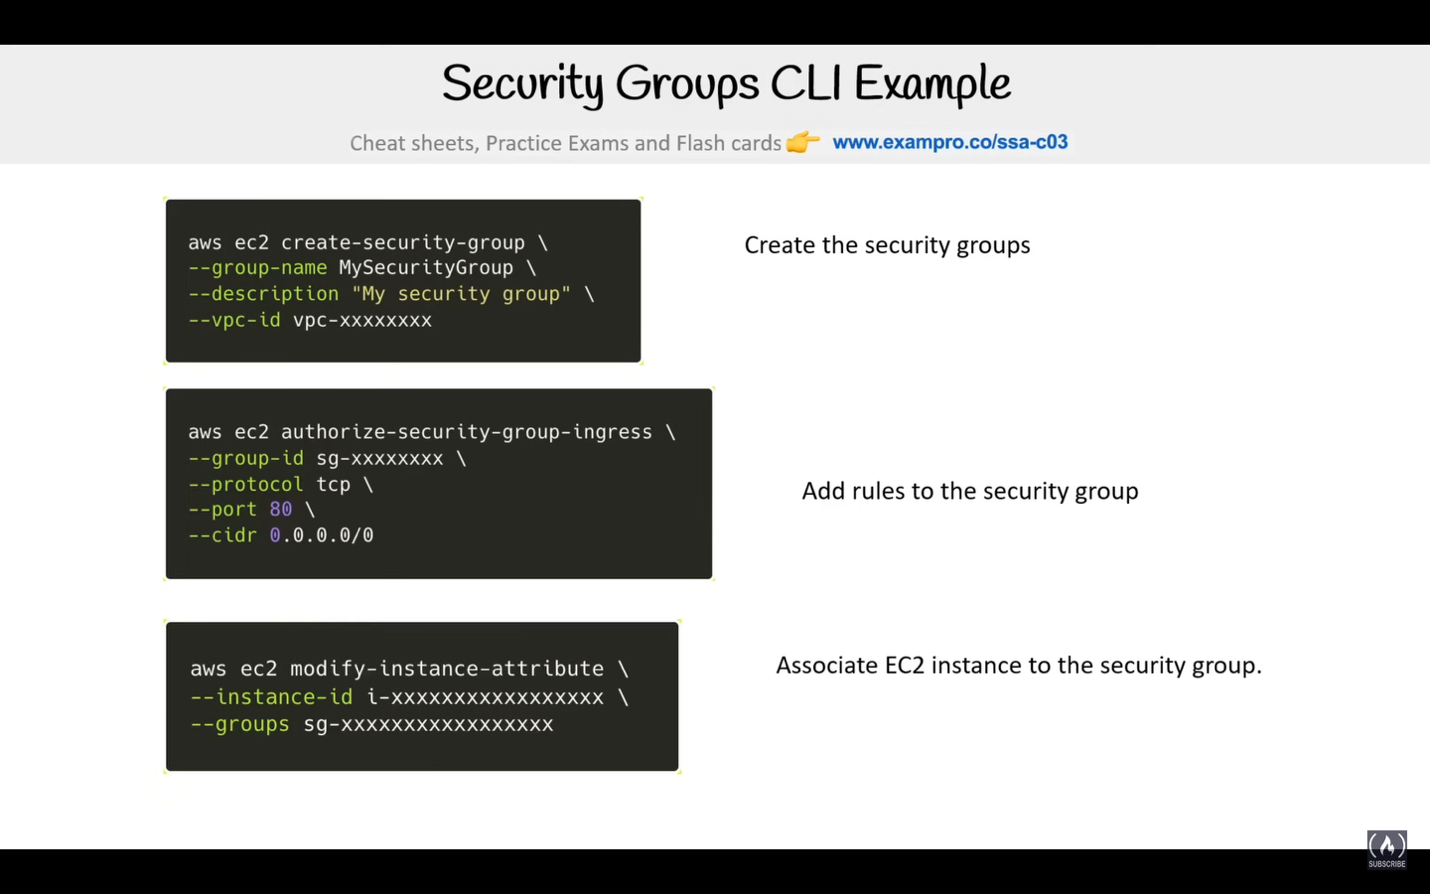 Security Groups CLI Example
Cheat sheets, Practice Exams and Flash cards 👉 www.exampro.co/ssa-c03
aws ec2 create-security-group \
--group-name MySecurityGroup \
--description "My security group" \
--vpc-id vpc-xxxxxxxx
Create the security groups
aws ec2 authorize-security-group-ingress \
--group-id sg-xxxxxxxx \
--protocol tcp \
--port 80 \
--cidr 0.0.0.0/0
Add rules to the security group
aws ec2 modify-instance-attribute \
--instance-id i-xxxxxxxxxxxxxxxxx \
--groups sg-xxxxxxxxxxxxxxxxx
Associate EC2 instance to the security group.
SUBSCRIBE